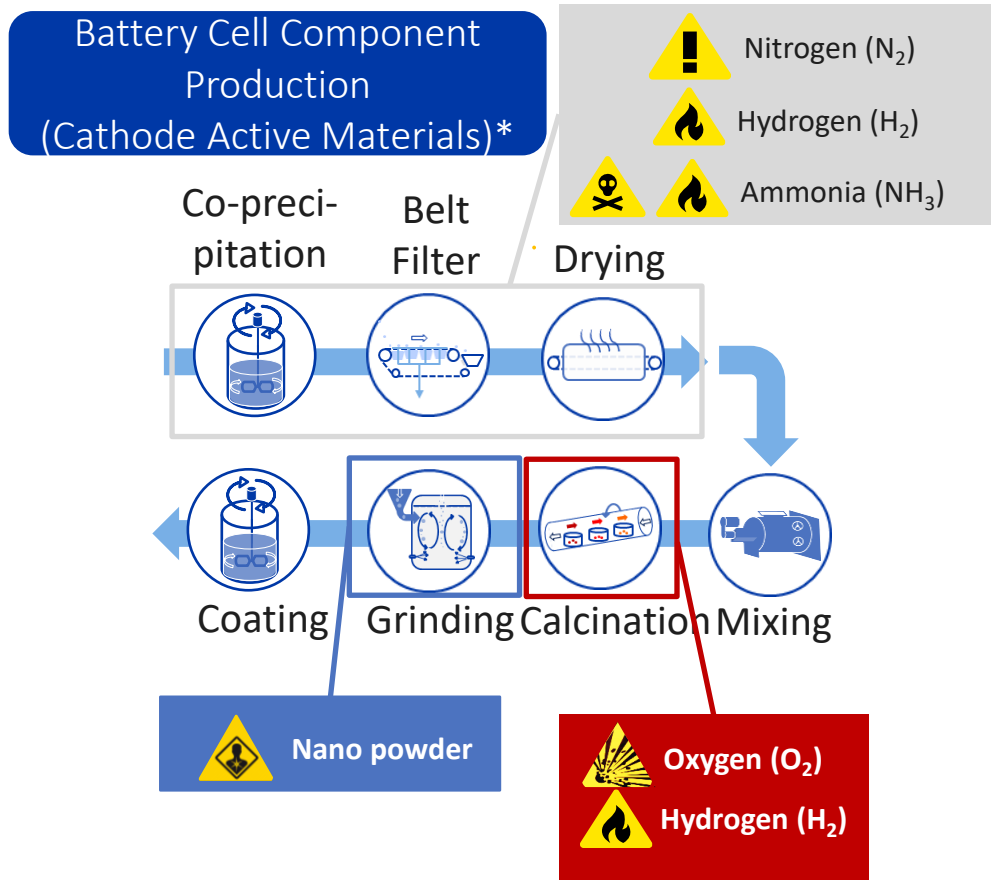 Battery Cell Component
Production
(Cathode Active Materials)*
Nitrogen (N₂)
Hydrogen (H₂)
Ammonia (NH₃)
Co-preci-
pitation
Belt
Filter
Drying
Coating
Grinding
Calcination
Mixing
Nano powder
Oxygen (O₂)
Hydrogen (H₂)